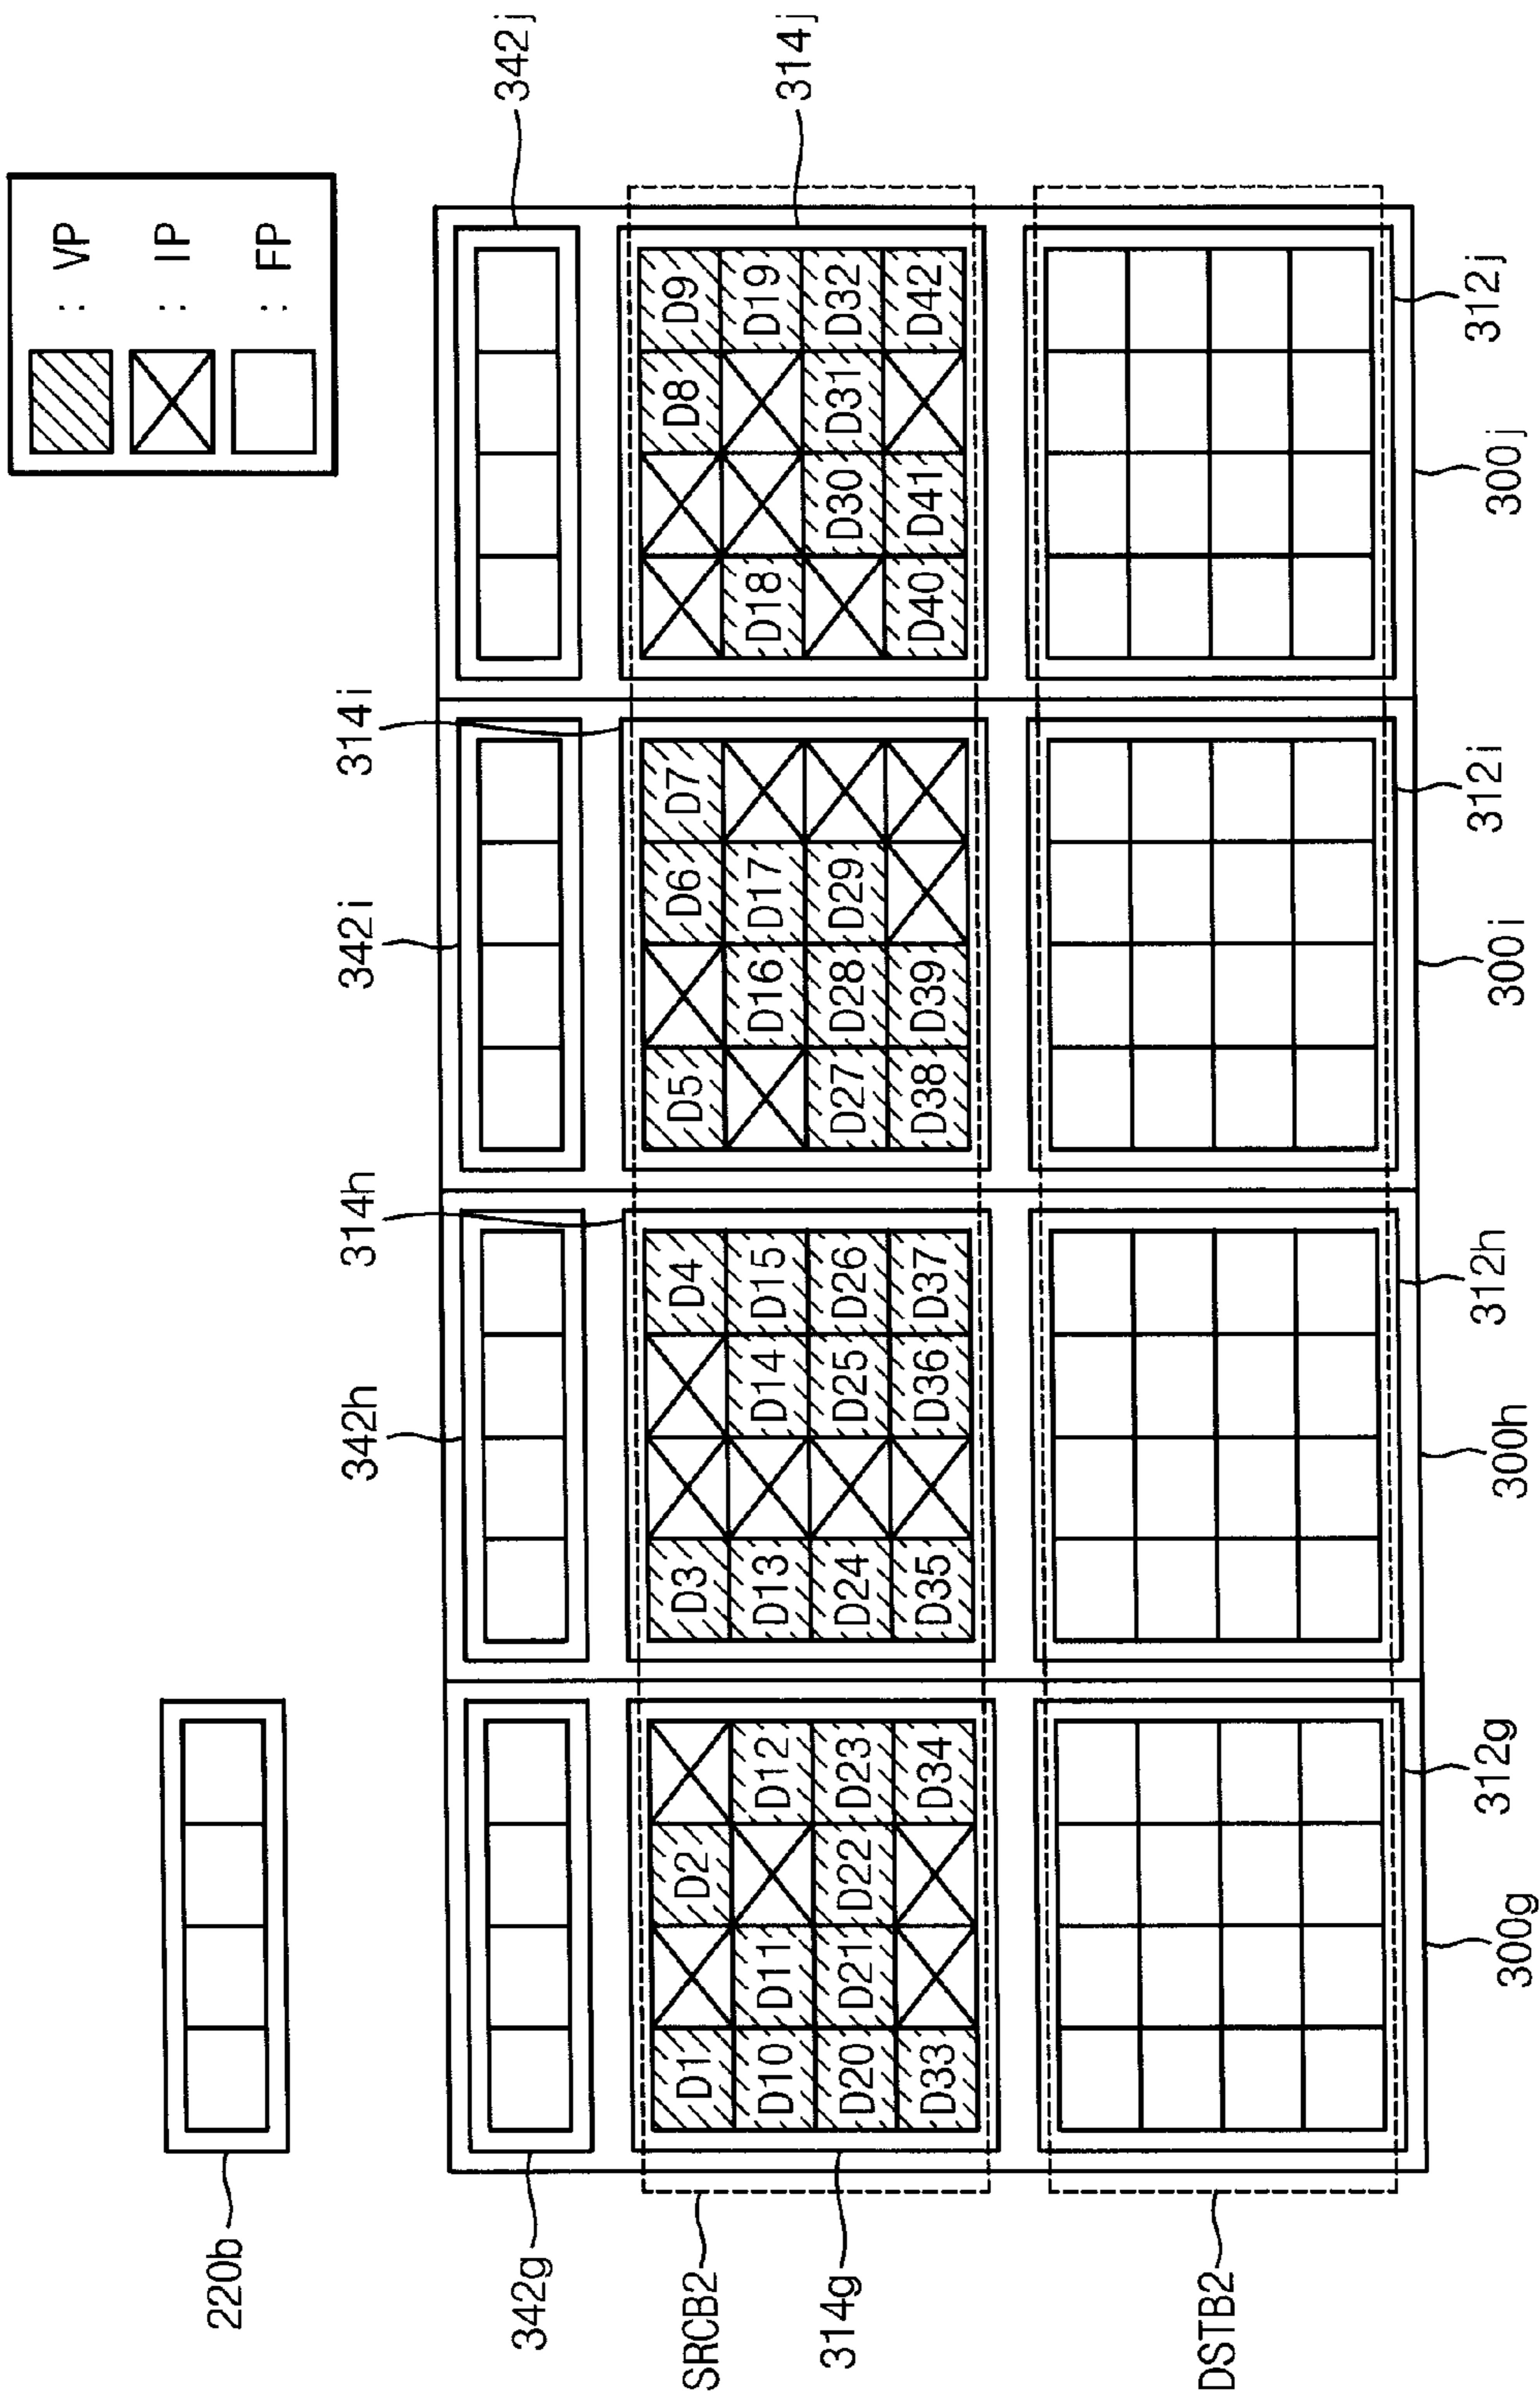 : VP
: IP
: FP
220b
342h 314h 342i 314i
342g 342j
SRCB2 D1 D2 D3 D4 D5 D6 D7 D8 D9
D10 D11 D12 D13 D14 D15 D16 D17 D18 D19
314g D20 D21 D22 D23 D24 D25 D26 D27 D28 D29 D30 D31 D32 314j
D33 D34 D35 D36 D37 D38 D39 D40 D41 D42
DSTB2
312g 312h 312i 312j
300g 300h 300i 300j